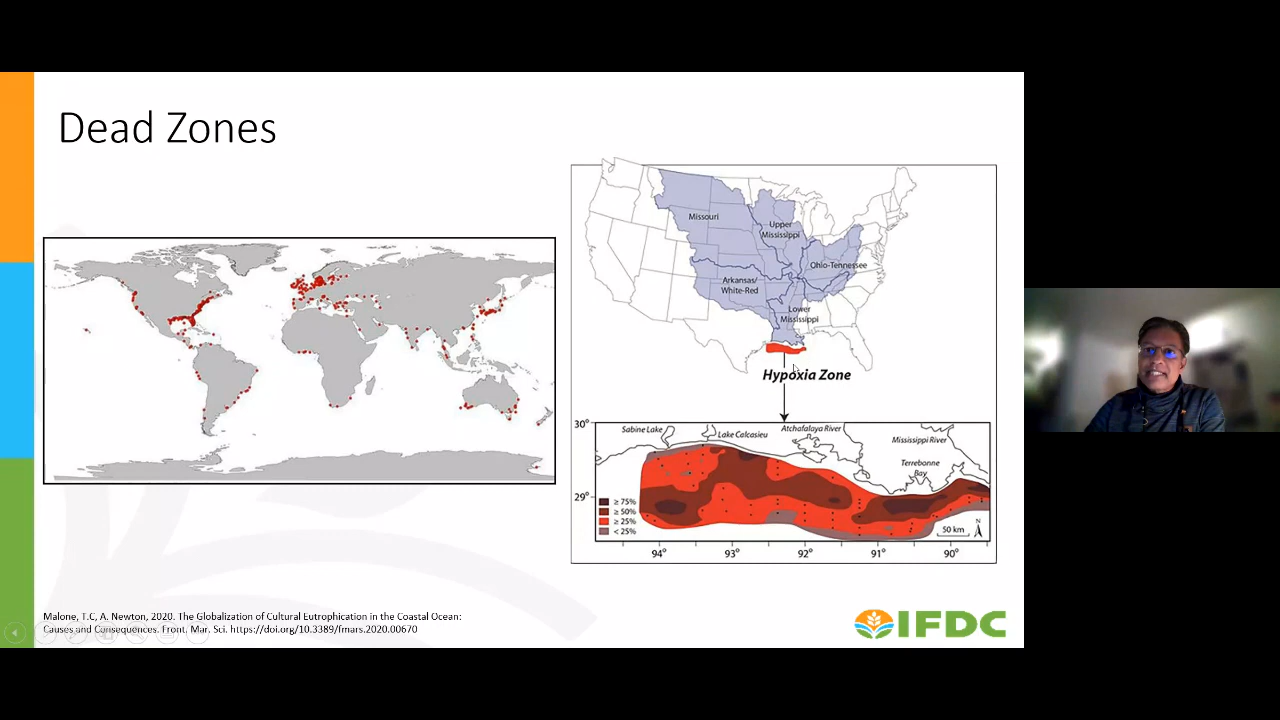 Dead Zones
Missouri
Upper
Mississippi
Ohio-Tennessee
Arkansas/
White-Red
Lower
Mississippi
Hypoxia Zone
30°
Sabine Lake
Lake Calcasieu
Atchafalaya River
Mississippi River
Terrebonne
Bay
29°
≥ 75%
≥ 50%
≥ 25%
< 25%
50 km
N
94°
93°
92°
91°
90°
Malone, T.C, A. Newton, 2020. The Globalization of Cultural Eutrophication in the Coastal Ocean:
Causes and Consequences. Front. Mar. Sci. https://doi.org/10.3389/fmars.2020.00670
IFDC